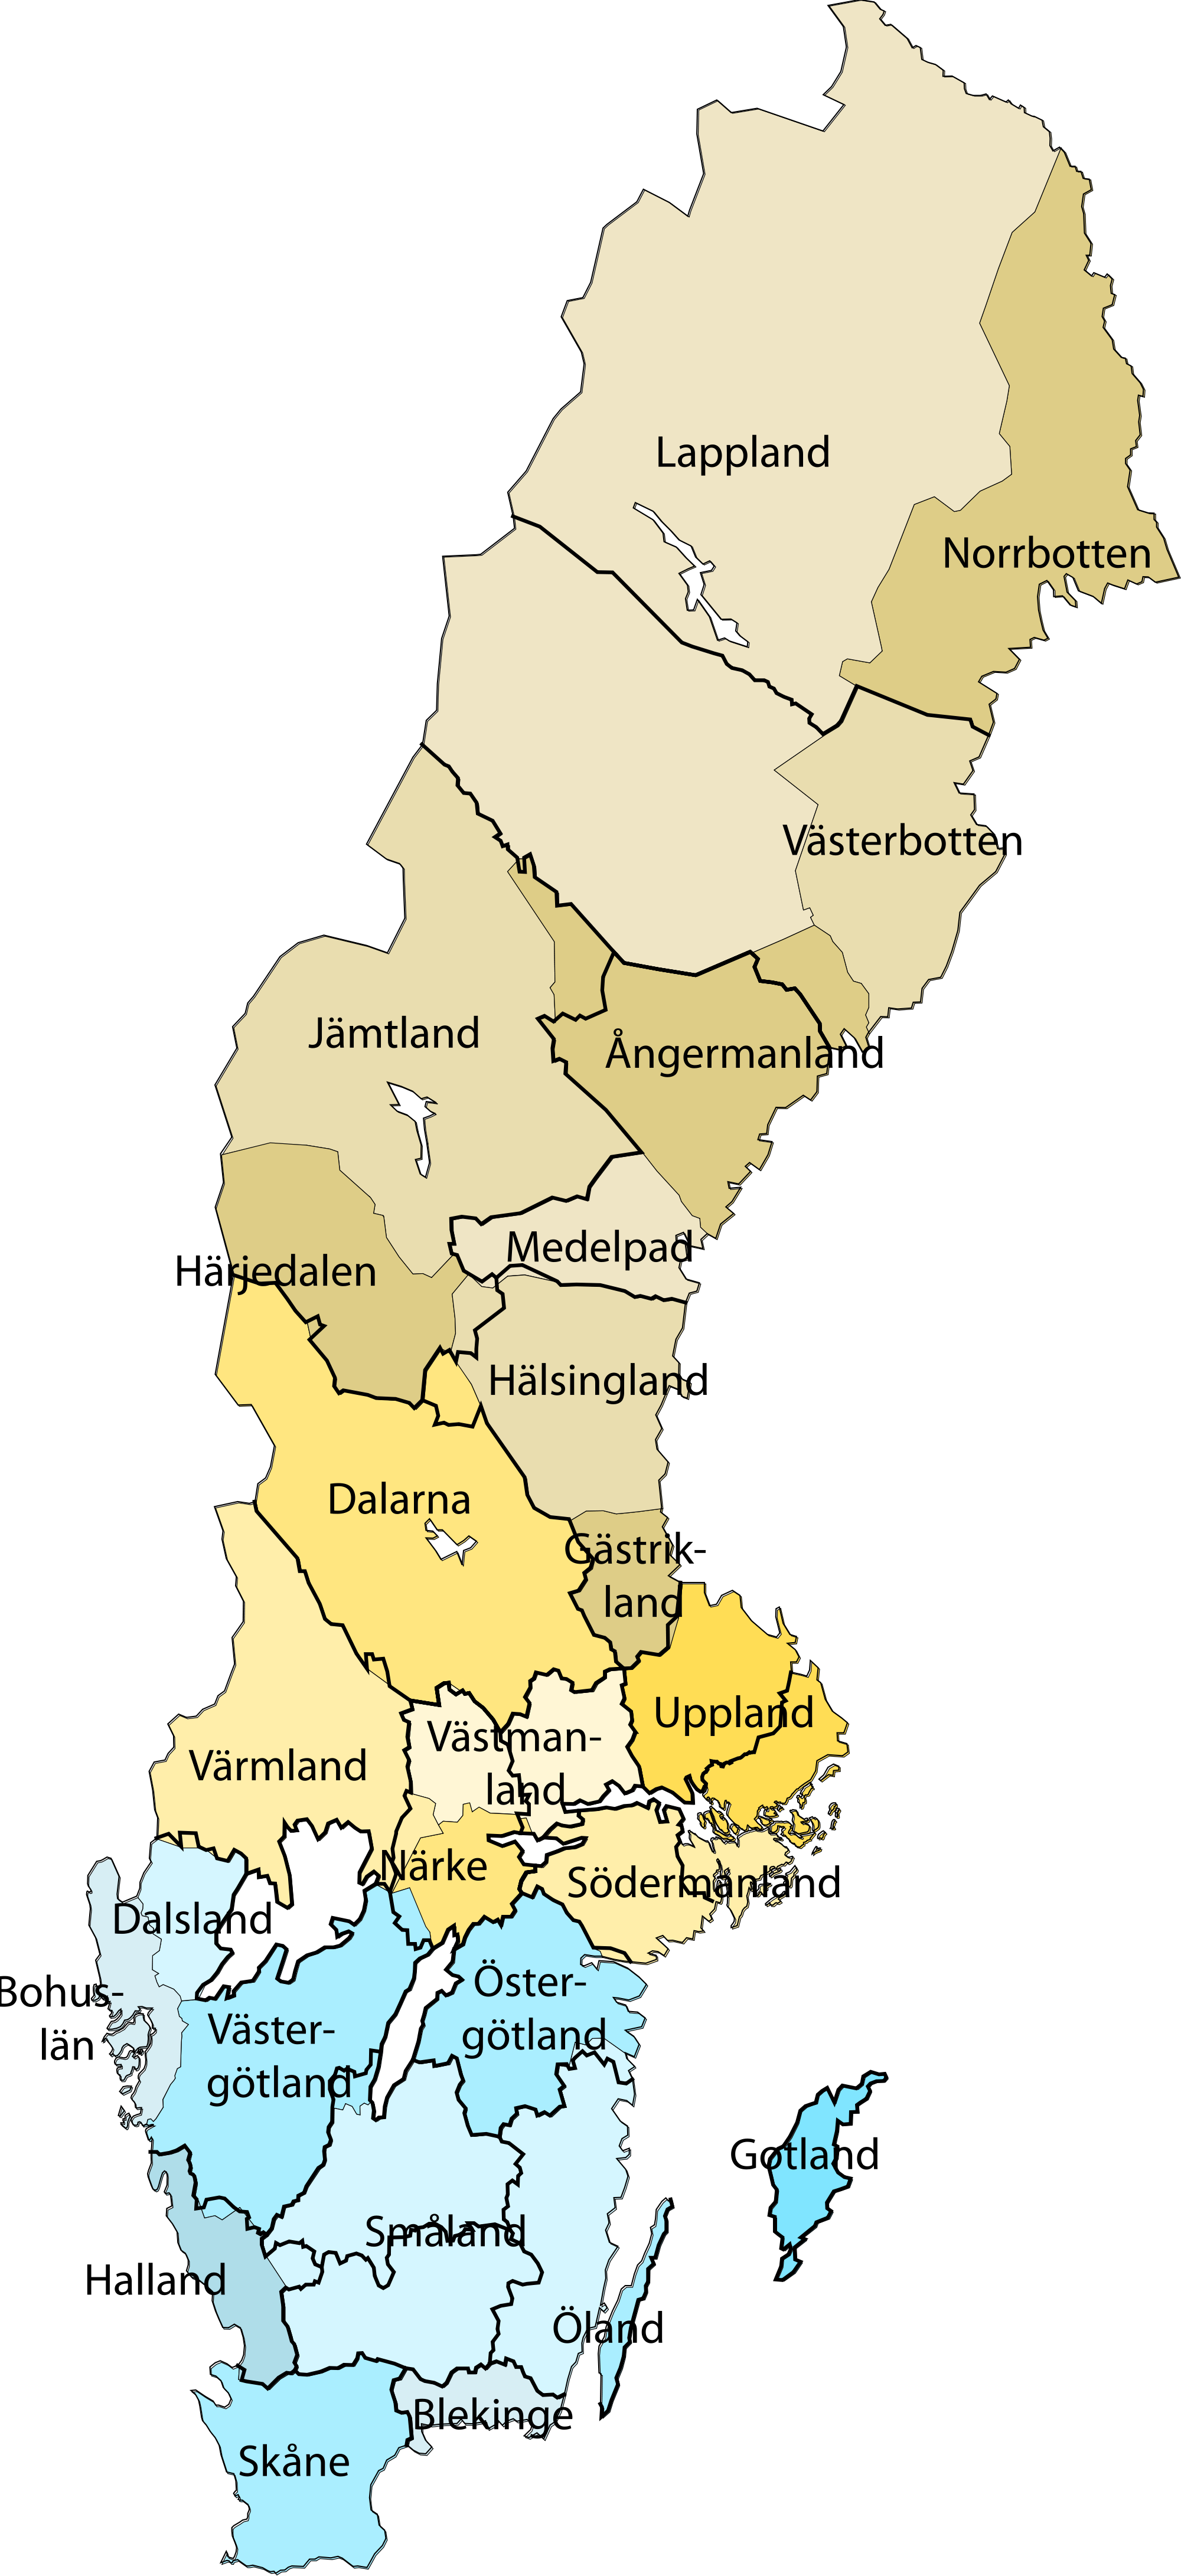 Lappland
Norrbotten
Västerbotten
Jämtland
Ångermanland
Medelpad
Härjedalen
Hälsingland
Dalarna
Gästrik-
land
Uppland
Västman-
land
Värmland
Närke
Södermanland
Dalsland
Bohus-
län
Öster-
götland
Väster-
götland
Gotland
Småland
Halland
Öland
Blekinge
Skåne